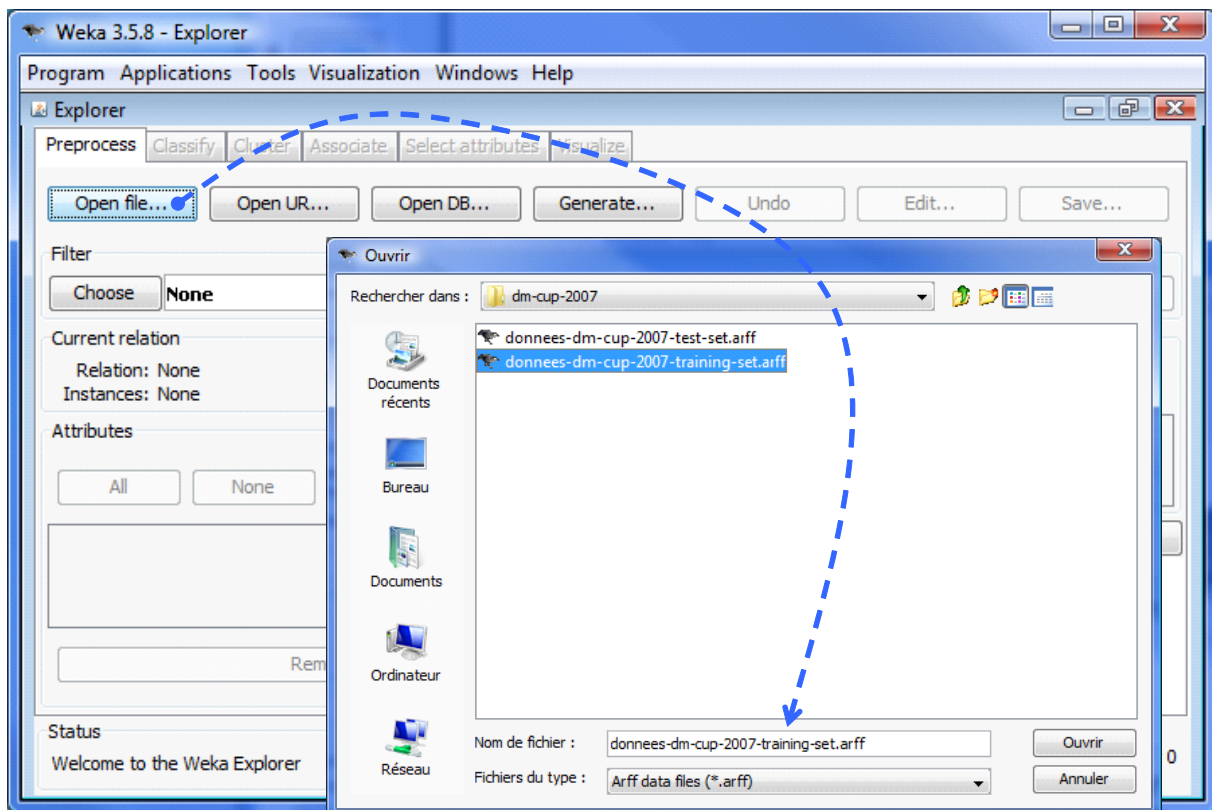 Weka 3.5.8 - Explorer
Program Applications Tools Visualization Windows Help
Explorer
Preprocess Classify Cluster Associate Select attributes Visualize
Open file... Open UR... Open DB... Generate... Undo Edit... Save...
Filter
Choose None
Current relation
Relation: None
Instances: None
Attributes
All None
Rem
Status
Welcome to the Weka Explorer
0
Ouvrir
Rechercher dans : dm-cup-2007
donnees-dm-cup-2007-test-set.arff
donnees-dm-cup-2007-training-set.arff
Documents
récents
Bureau
Documents
Ordinateur
Réseau
Nom de fichier : donnees-dm-cup-2007-training-set.arff Ouvrir
Fichiers du type : Arff data files (*.arff) Annuler